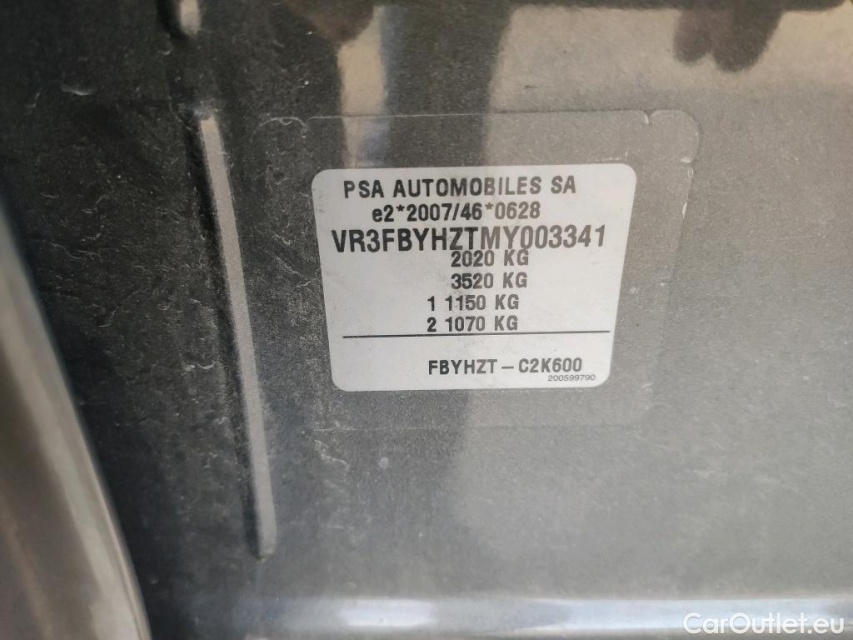 PSA AUTOMOBILES SA
e2*2007/46*0628
VR3FBYHZTMY003341
2020 KG
3520 KG
1 1150 KG
2 1070 KG
FBYHZT - C2K600
200599790
CarOutlet.eu